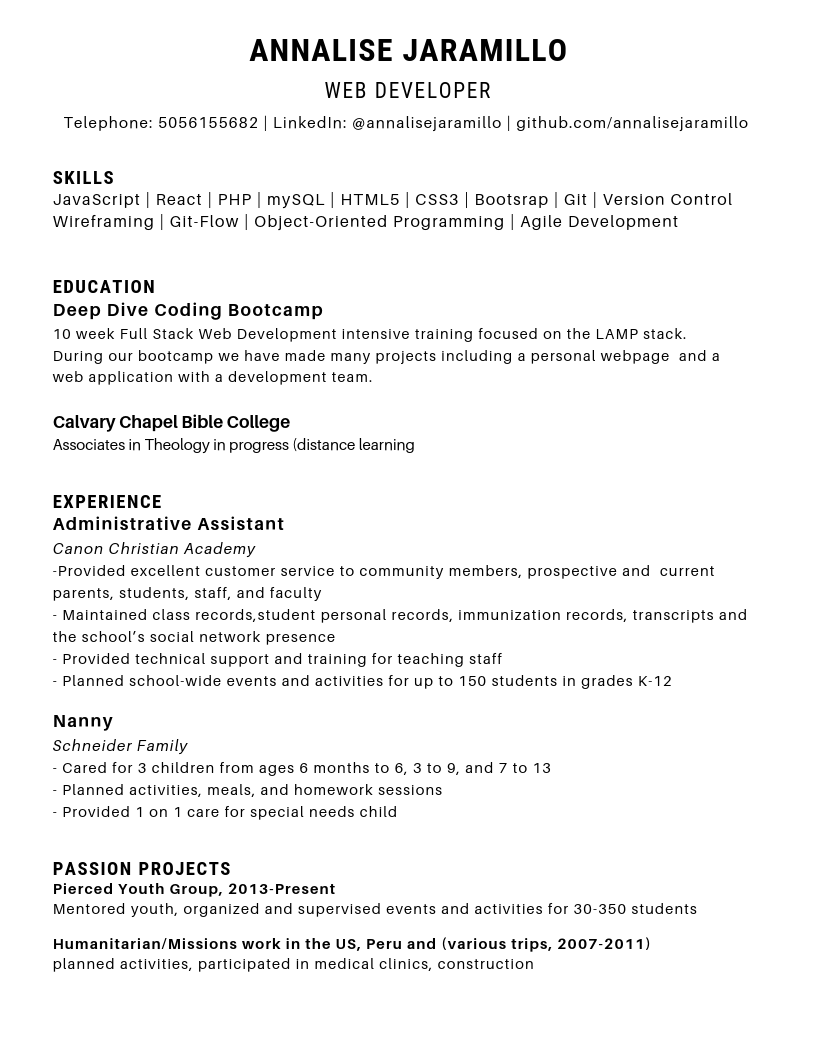 ANNALISE JARAMILLO
WEB DEVELOPER
Telephone: 5056155682 | LinkedIn: @annalisejaramillo | github.com/annalisejaramillo
SKILLS
JavaScript | React | PHP | mySQL | HTML5 | CSS3 | Bootsrap | Git | Version Control
Wireframing | Git-Flow | Object-Oriented Programming | Agile Development
EDUCATION
Deep Dive Coding Bootcamp
10 week Full Stack Web Development intensive training focused on the LAMP stack.
During our bootcamp we have made many projects including a personal webpage  and a
web application with a development team.
Calvary Chapel Bible College
Associates in Theology in progress (distance learning
EXPERIENCE
Administrative Assistant
Canon Christian Academy
-Provided excellent customer service to community members, prospective and  current
parents, students, staff, and faculty
- Maintained class records,student personal records, immunization records, transcripts and
the school's social network presence
- Provided technical support and training for teaching staff
- Planned school-wide events and activities for up to 150 students in grades K-12
Nanny
Schneider Family
- Cared for 3 children from ages 6 months to 6, 3 to 9, and 7 to 13
- Planned activities, meals, and homework sessions
- Provided 1 on 1 care for special needs child
PASSION PROJECTS
Pierced Youth Group, 2013-Present
Mentored youth, organized and supervised events and activities for 30-350 students
Humanitarian/Missions work in the US, Peru and (various trips, 2007-2011)
planned activities, participated in medical clinics, construction